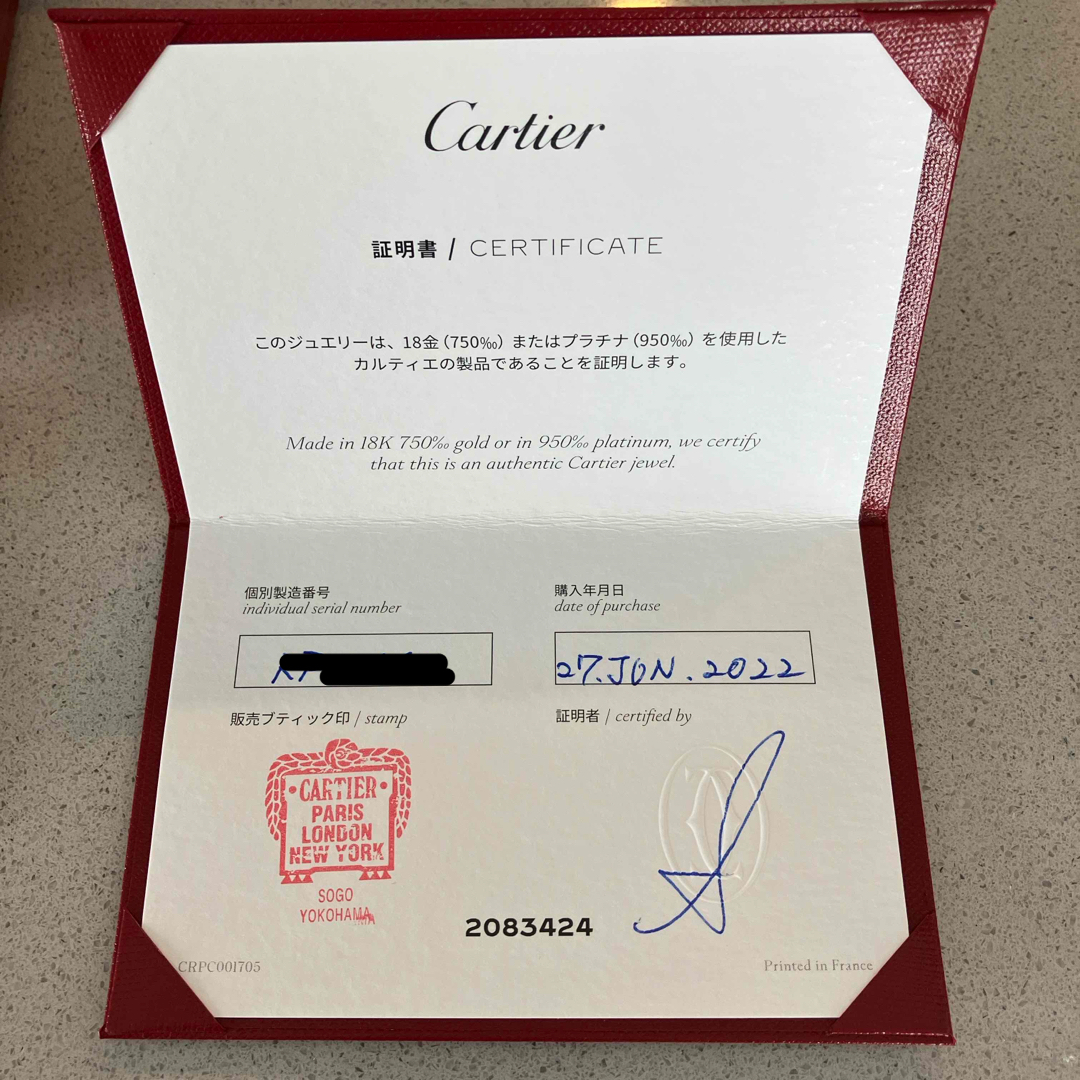 Cartier
証明書 / CERTIFICATE
このジュエリーは、18金(750‰)またはプラチナ(950‰)を使用した
カルティエの製品であることを証明します。
Made in 18K 750‰ gold or in 950‰ platinum, we certify
that this is an authentic Cartier jewel.
個別製造番号
individual serial number
購入年月日
date of purchase
27.JUN.2022
販売ブティック印 / stamp
証明者 / certified by
CARTIER
PARIS
LONDON
NEW YORK
SOGO
YOKOHAMA
2083424
CRPC001705
Printed in France